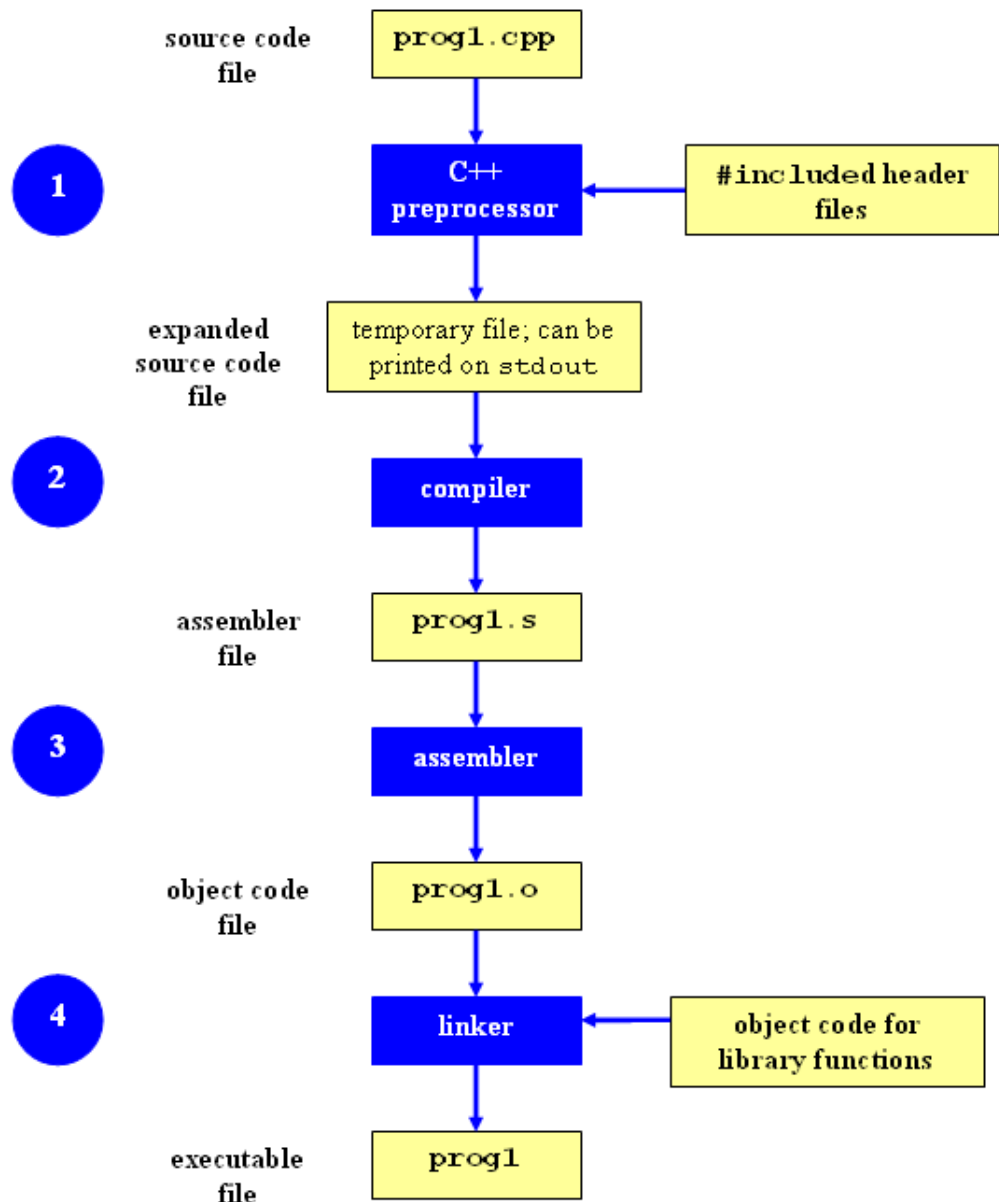 source code
file
prog1.cpp
1
C++
preprocessor
#included header
files
expanded
source code
file
temporary file; can be
printed on stdout
2
compiler
assembler
file
prog1.s
3
assembler
object code
file
prog1.o
4
linker
object code for
library functions
executable
file
prog1